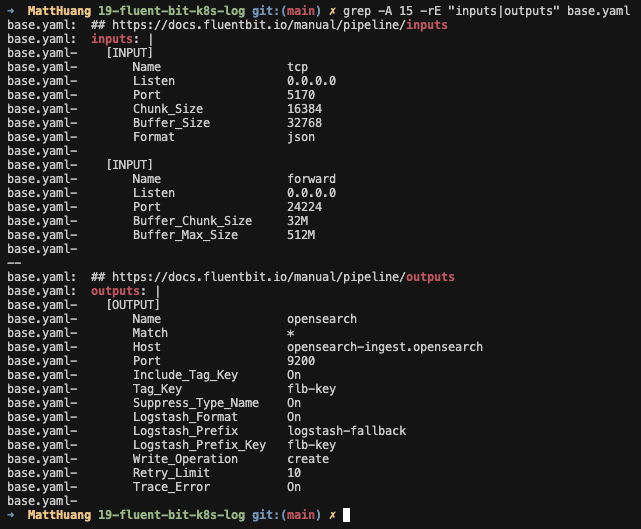 ➜  MattHuang 19-fluent-bit-k8s-log git:(main) ✗ grep -A 15 -rE "inputs|outputs" base.yaml
base.yaml:  ## https://docs.fluentbit.io/manual/pipeline/inputs
base.yaml:  inputs: |
base.yaml-    [INPUT]
base.yaml-        Name                   tcp
base.yaml-        Listen                 0.0.0.0
base.yaml-        Port                   5170
base.yaml-        Chunk_Size             16384
base.yaml-        Buffer_Size            32768
base.yaml-        Format                 json
base.yaml-
base.yaml-    [INPUT]
base.yaml-        Name                   forward
base.yaml-        Listen                 0.0.0.0
base.yaml-        Port                   24224
base.yaml-        Buffer_Chunk_Size      32M
base.yaml-        Buffer_Max_Size        512M
base.yaml-
--
base.yaml:  ## https://docs.fluentbit.io/manual/pipeline/outputs
base.yaml:  outputs: |
base.yaml-    [OUTPUT]
base.yaml-        Name                   opensearch
base.yaml-        Match                  *
base.yaml-        Host                   opensearch-ingest.opensearch
base.yaml-        Port                   9200
base.yaml-        Include_Tag_Key        On
base.yaml-        Tag_Key                flb-key
base.yaml-        Suppress_Type_Name     On
base.yaml-        Logstash_Format        On
base.yaml-        Logstash_Prefix        logstash-fallback
base.yaml-        Logstash_Prefix_Key    flb-key
base.yaml-        Write_Operation        create
base.yaml-        Retry_Limit            10
base.yaml-        Trace_Error            On
base.yaml-
➜  MattHuang 19-fluent-bit-k8s-log git:(main) ✗